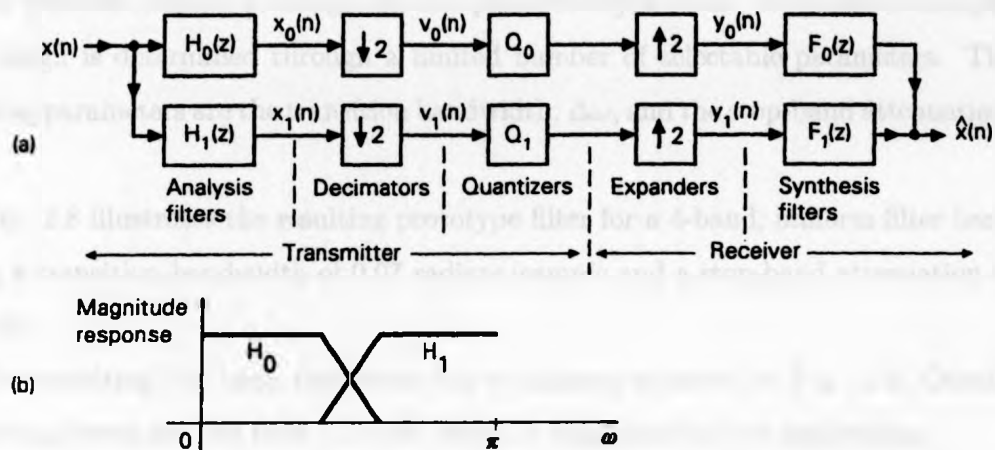 x(n)
H0(z)
x0(n)
↓2
v0(n)
Q0
↑2
y0(n)
F0(z)
(a)
H1(z)
x1(n)
↓2
v1(n)
Q1
↑2
y1(n)
F1(z)
x̂(n)
Analysis filters
Decimators
Quantizers
Expanders
Synthesis filters
Transmitter
Receiver
Magnitude
response
H0
H1
(b)
0
π
ω